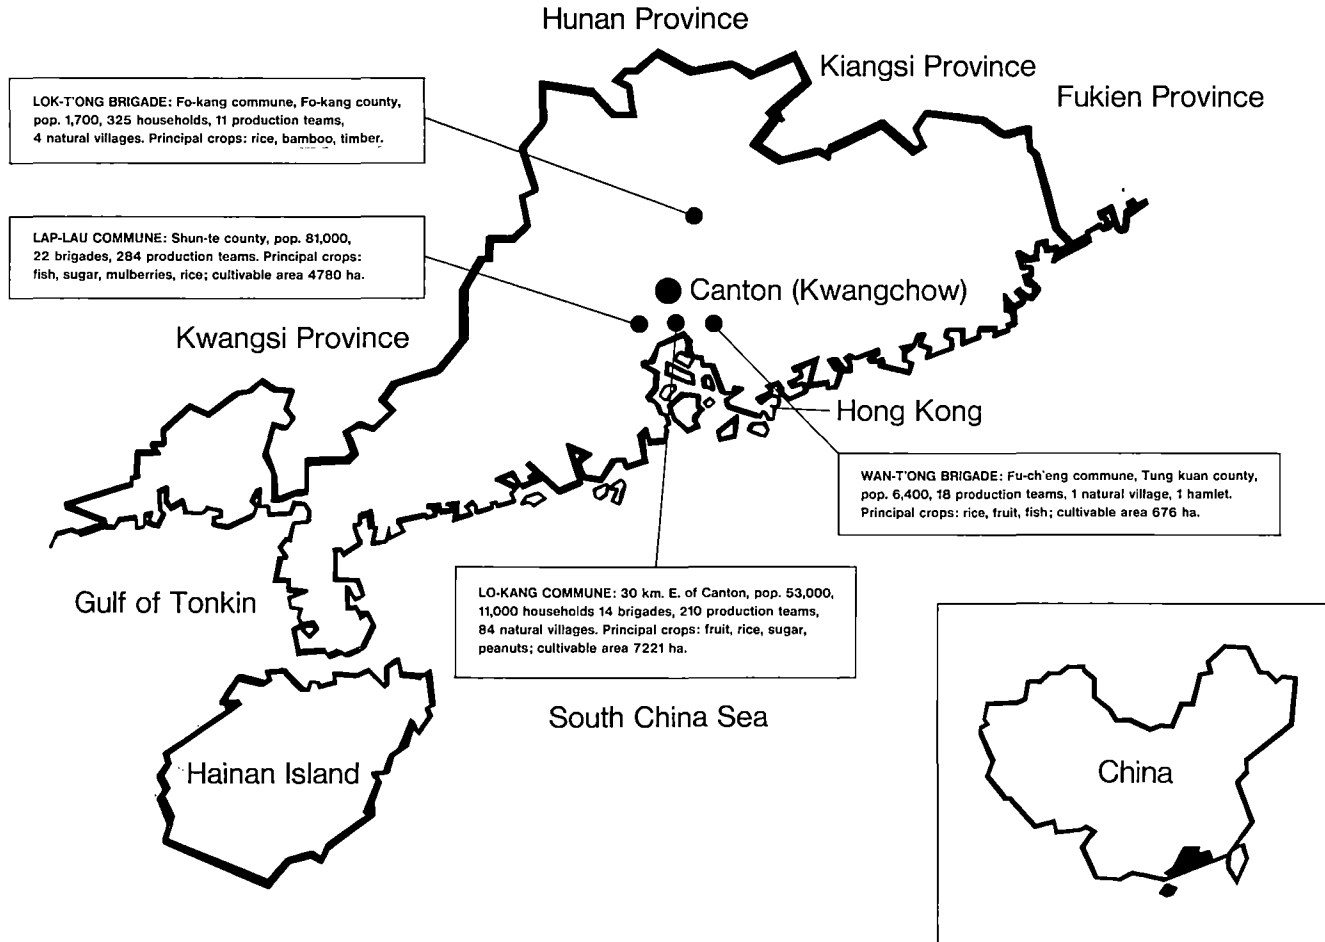 Hunan Province
Kiangsi Province
Fukien Province
LOK-T'ONG BRIGADE: Fo-kang commune, Fo-kang county,
pop. 1,700, 325 households, 11 production teams,
4 natural villages. Principal crops: rice, bamboo, timber.
LAP-LAU COMMUNE: Shun-te county, pop. 81,000,
22 brigades, 284 production teams. Principal crops:
fish, sugar, mulberries, rice; cultivable area 4780 ha.
Canton (Kwangchow)
Kwangsi Province
Hong Kong
WAN-T'ONG BRIGADE: Fu-ch'eng commune, Tung kuan county,
pop. 6,400, 18 production teams, 1 natural village, 1 hamlet.
Principal crops: rice, fruit, fish; cultivable area 676 ha.
Gulf of Tonkin
LO-KANG COMMUNE: 30 km. E. of Canton, pop. 53,000,
11,000 households 14 brigades, 210 production teams,
84 natural villages. Principal crops: fruit, rice, sugar,
peanuts; cultivable area 7221 ha.
South China Sea
Hainan Island
China